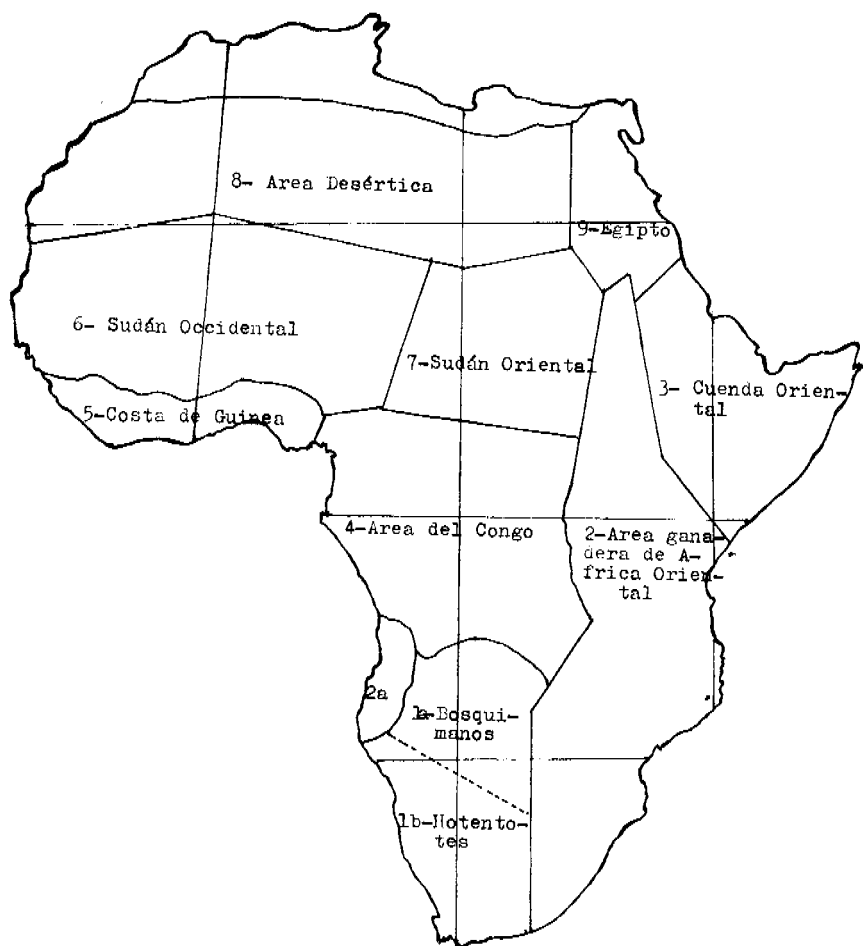 8- Area Desértica
9-Egipto
6- Sudán Occidental
7-Sudán Oriental
3- Cuenda Orien-
tal
5-Costa de Guinea
4-Area del Congo
2-Area gana-
dera de A-
frica Orien-
tal
2a
1a-Bosqui-
manos
1b-Hotento-
tes